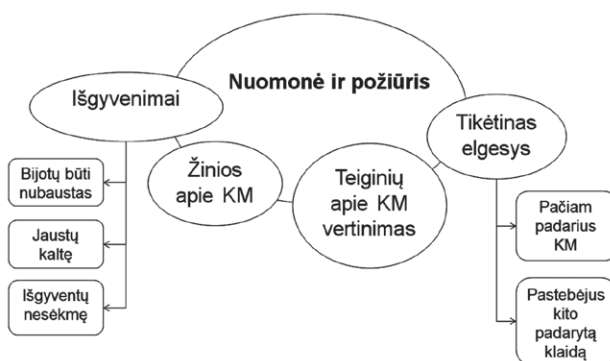 Nuomonė ir požiūris
Išgyvenimai
Bijotų būti
nubaustas
Jaustų
kaltę
Išgyventų
nesėkmę
Žinios
apie KM
Teiginių
apie KM
vertinimas
Tikėtinas
elgesys
Pačiam
padarius
KM
Pastebėjus
kito
padarytą
klaidą